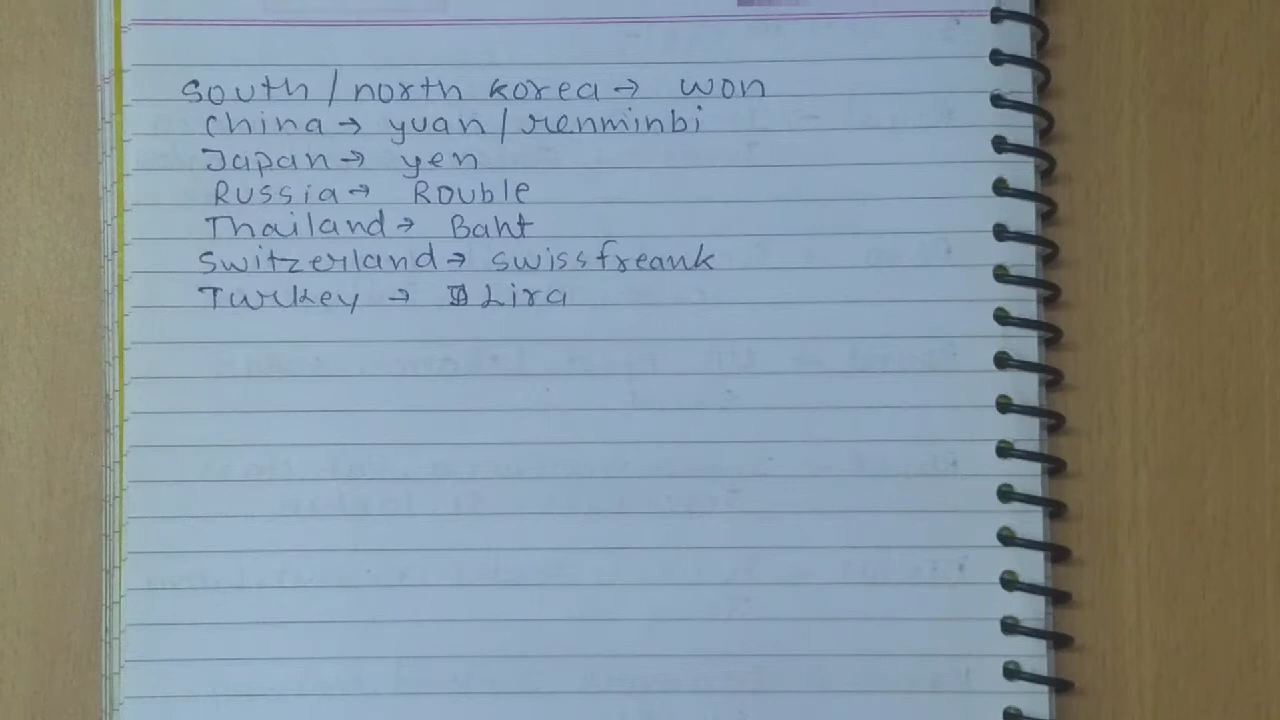 South/north korea → won
China → yuan/renminbi
Japan → yen
Russia → Rouble
Thailand → Baht
Switzerland → swissfreank
Turkey → Lira